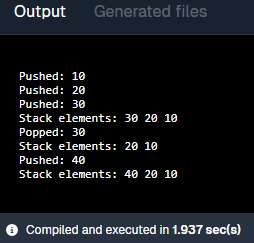 Output Generated files
Pushed: 10
Pushed: 20
Pushed: 30
Stack elements: 30 20 10
Popped: 30
Stack elements: 20 10
Pushed: 40
Stack elements: 40 20 10
Compiled and executed in 1.937 sec(s)